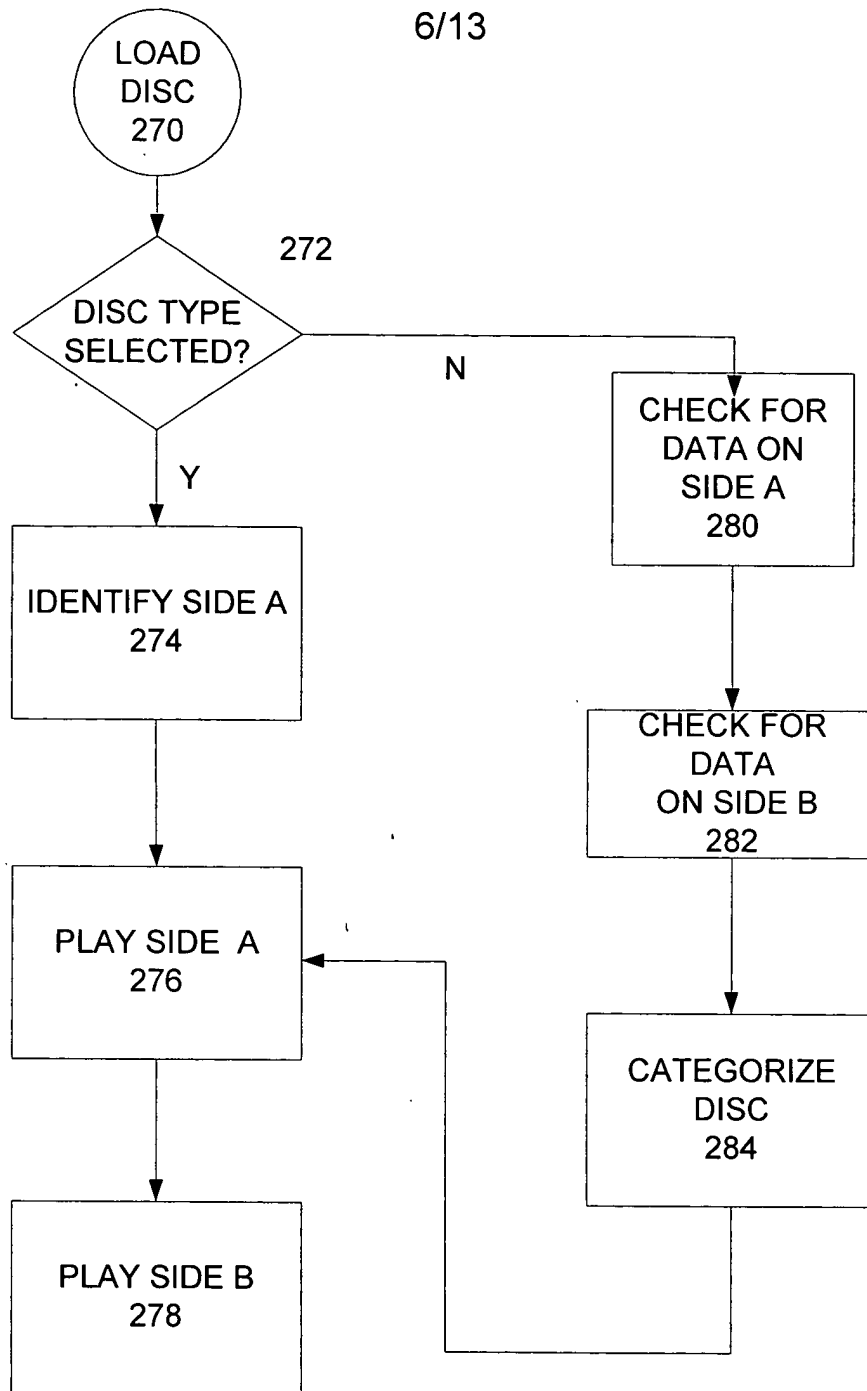 6/13
LOAD
DISC
270
272
DISC TYPE
SELECTED?
N
Y
CHECK FOR
DATA ON
SIDE A
280
IDENTIFY SIDE A
274
CHECK FOR
DATA
ON SIDE B
282
PLAY SIDE A
276
CATEGORIZE
DISC
284
PLAY SIDE B
278